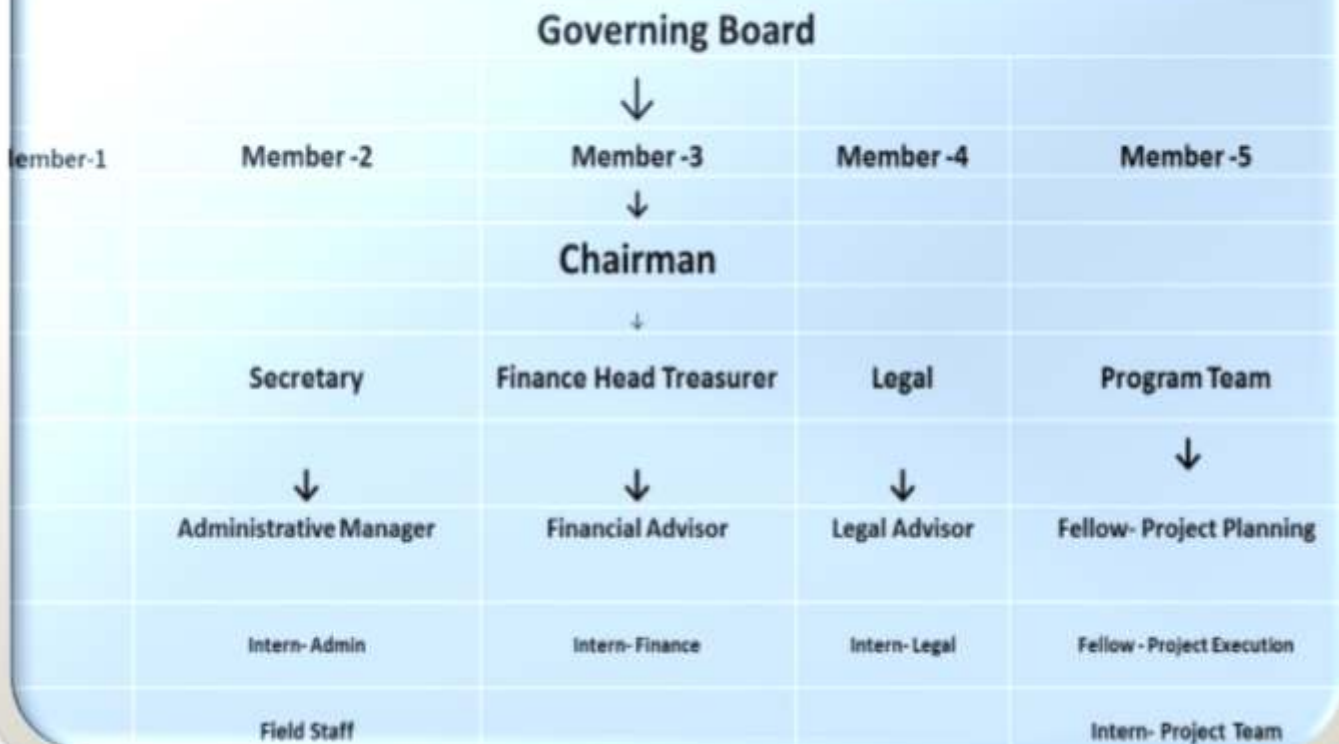 Governing Board
↓
ember-1 Member -2 Member -3 Member -4 Member -5
↓
Chairman
↓
Secretary Finance Head Treasurer Legal Program Team
↓ ↓ ↓ ↓
Administrative Manager Financial Advisor Legal Advisor Fellow- Project Planning
Intern- Admin Intern- Finance Intern- Legal Fellow - Project Execution
Field Staff Intern- Project Team